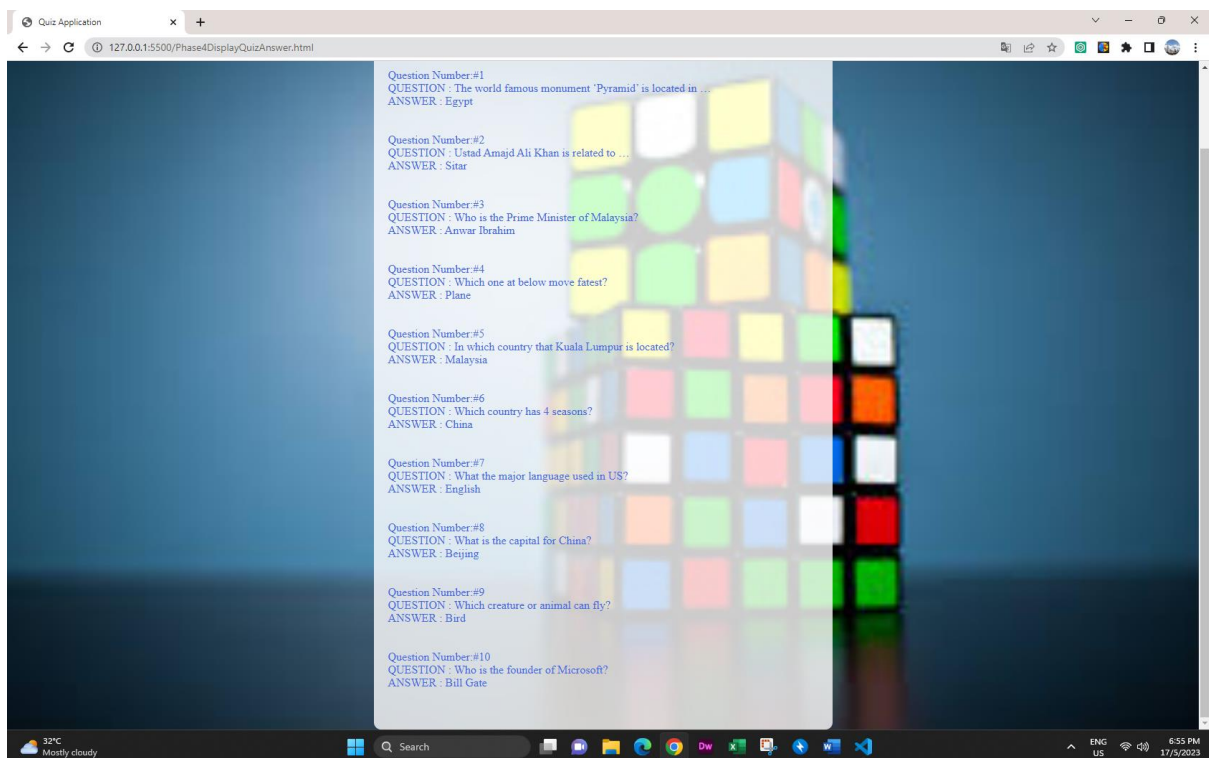 Quiz Application
127.0.0.1:5500/Phase4DisplayQuizAnswer.html
Question Number:#1
QUESTION : The world famous monument 'Pyramid' is located in …
ANSWER : Egypt
Question Number:#2
QUESTION : Ustad Amajd Ali Khan is related to …
ANSWER : Sitar
Question Number:#3
QUESTION : Who is the Prime Minister of Malaysia?
ANSWER : Anwar Ibrahim
Question Number:#4
QUESTION : Which one at below move fatest?
ANSWER : Plane
Question Number:#5
QUESTION : In which country that Kuala Lumpur is located?
ANSWER : Malaysia
Question Number:#6
QUESTION : Which country has 4 seasons?
ANSWER : China
Question Number:#7
QUESTION : What the major language used in US?
ANSWER : English
Question Number:#8
QUESTION : What is the capital for China?
ANSWER : Beijing
Question Number:#9
QUESTION : Which creature or animal can fly?
ANSWER : Bird
Question Number:#10
QUESTION : Who is the founder of Microsoft?
ANSWER : Bill Gate
32°C
Mostly cloudy
Search
Dw
ENG
US
6:55 PM
17/5/2023